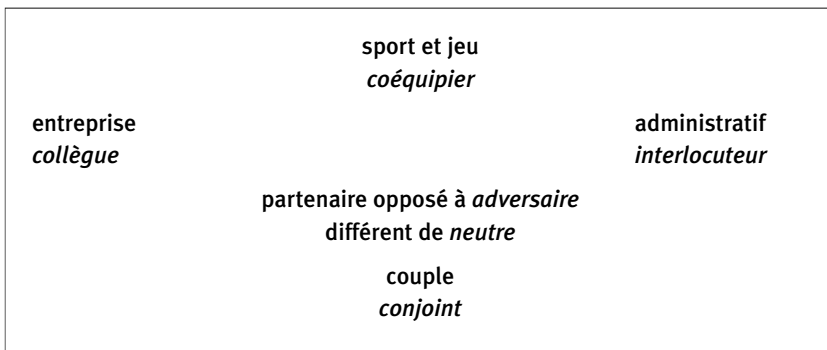 sport et jeu
coéquipier
entreprise
collègue
administratif
interlocuteur
partenaire opposé à adversaire
différent de neutre
couple
conjoint